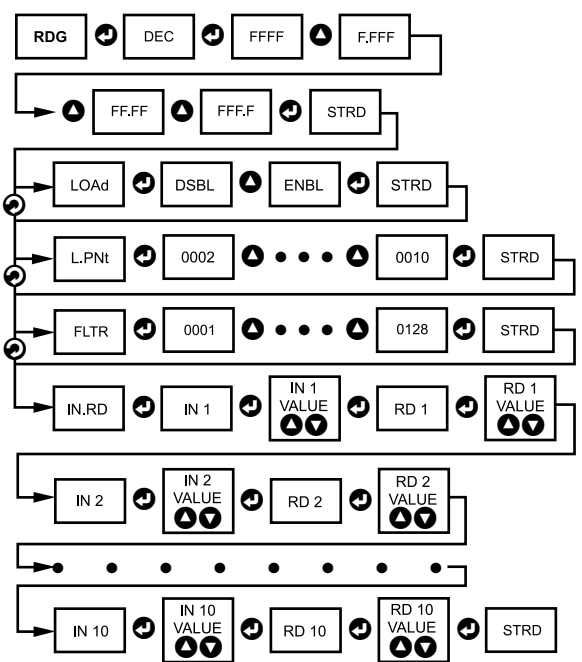 RDG DEC FFFF F.FFF
FF.FF FFF.F STRD
LOAd DSBL ENBL STRD
L.PNt 0002 0010 STRD
FLTR 0001 0128 STRD
IN.RD IN 1 IN 1 VALUE RD 1 RD 1 VALUE
IN 2 IN 2 VALUE RD 2 RD 2 VALUE
IN 10 IN 10 VALUE RD 10 RD 10 VALUE STRD